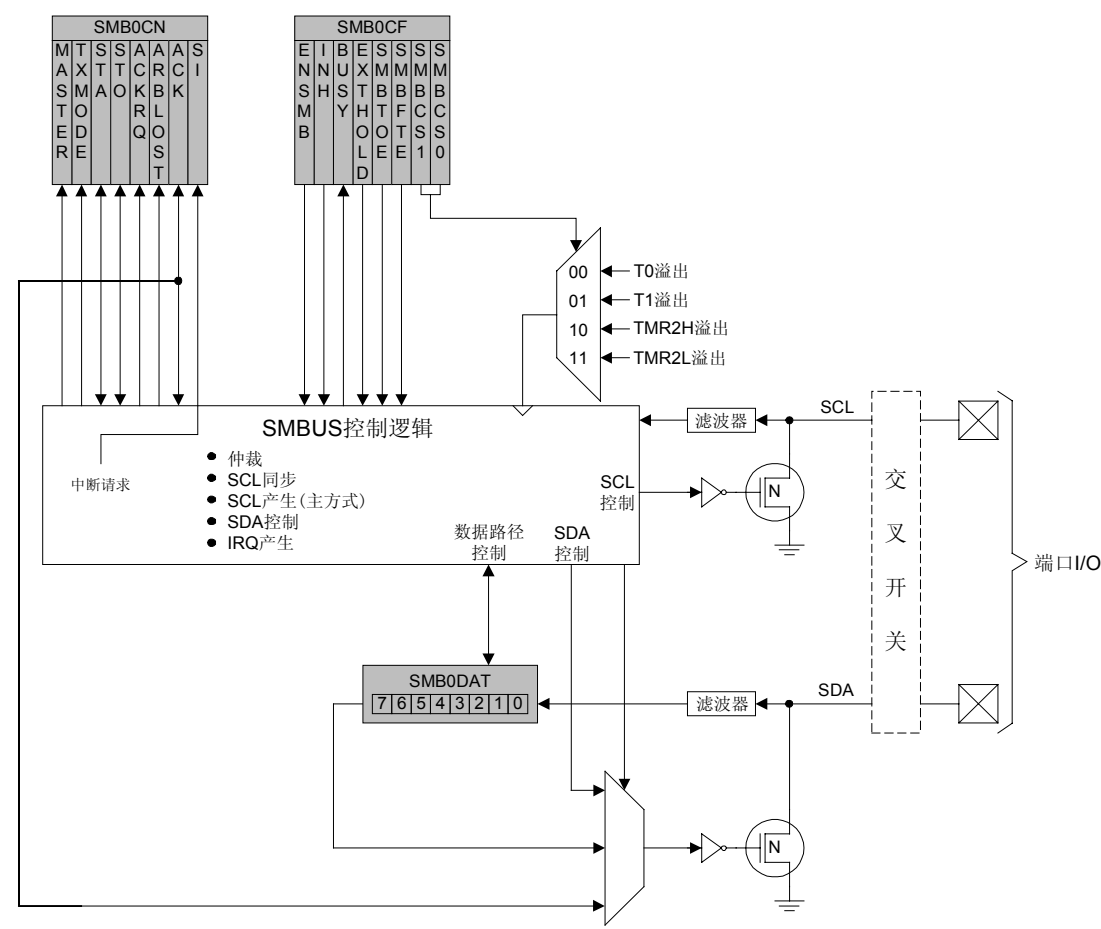 SMB0CN
MASTER
TXMODE
STA
STO
ACKRQ
ARBLOST
ACK
SI
SMB0CF
ENSMB
INH
BUSY
EXTHOLD
SMBTOE
SMBFTE
SMBCS1
SMBCS0
00
T0溢出
01
T1溢出
10
TMR2H溢出
11
TMR2L溢出
SMBUS控制逻辑
● 仲裁
● SCL同步
● SCL产生(主方式)
● SDA控制
● IRQ产生
中断请求
数据路径
控制
SDA
控制
SCL
控制
滤波器
SCL
N
交叉开关
端口I/O
SMB0DAT
7 6 5 4 3 2 1 0
滤波器
SDA
N